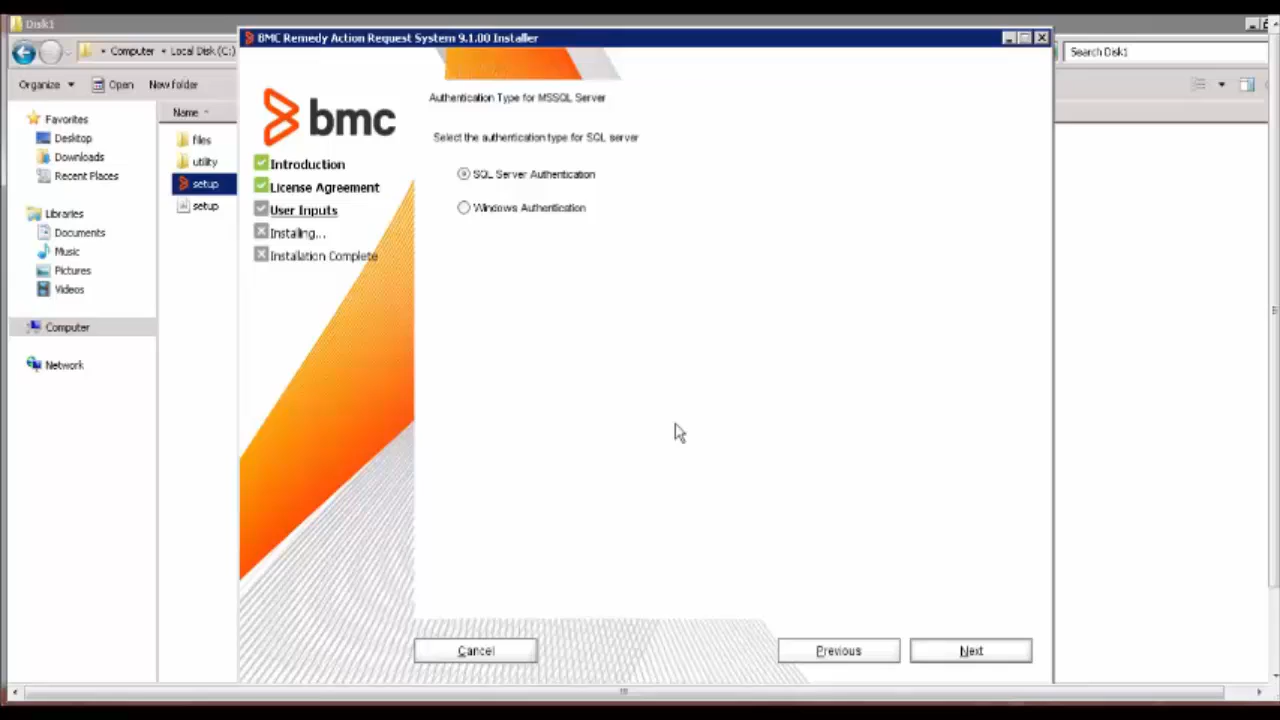 Disk1
BMC Remedy Action Request System 9.1.00 Installer
Computer
Local Disk (C:)
Search Disk1
Organize
Open
New folder
Name
Favorites
Desktop
Downloads
Recent Places
Libraries
Documents
Music
Pictures
Videos
Computer
Network
files
utility
setup
setup
bmc
Introduction
License Agreement
User Inputs
Installing...
Installation Complete
Authentication Type for MSSQL Server
Select the authentication type for SQL server
SQL Server Authentication
Windows Authentication
Cancel
Previous
Next